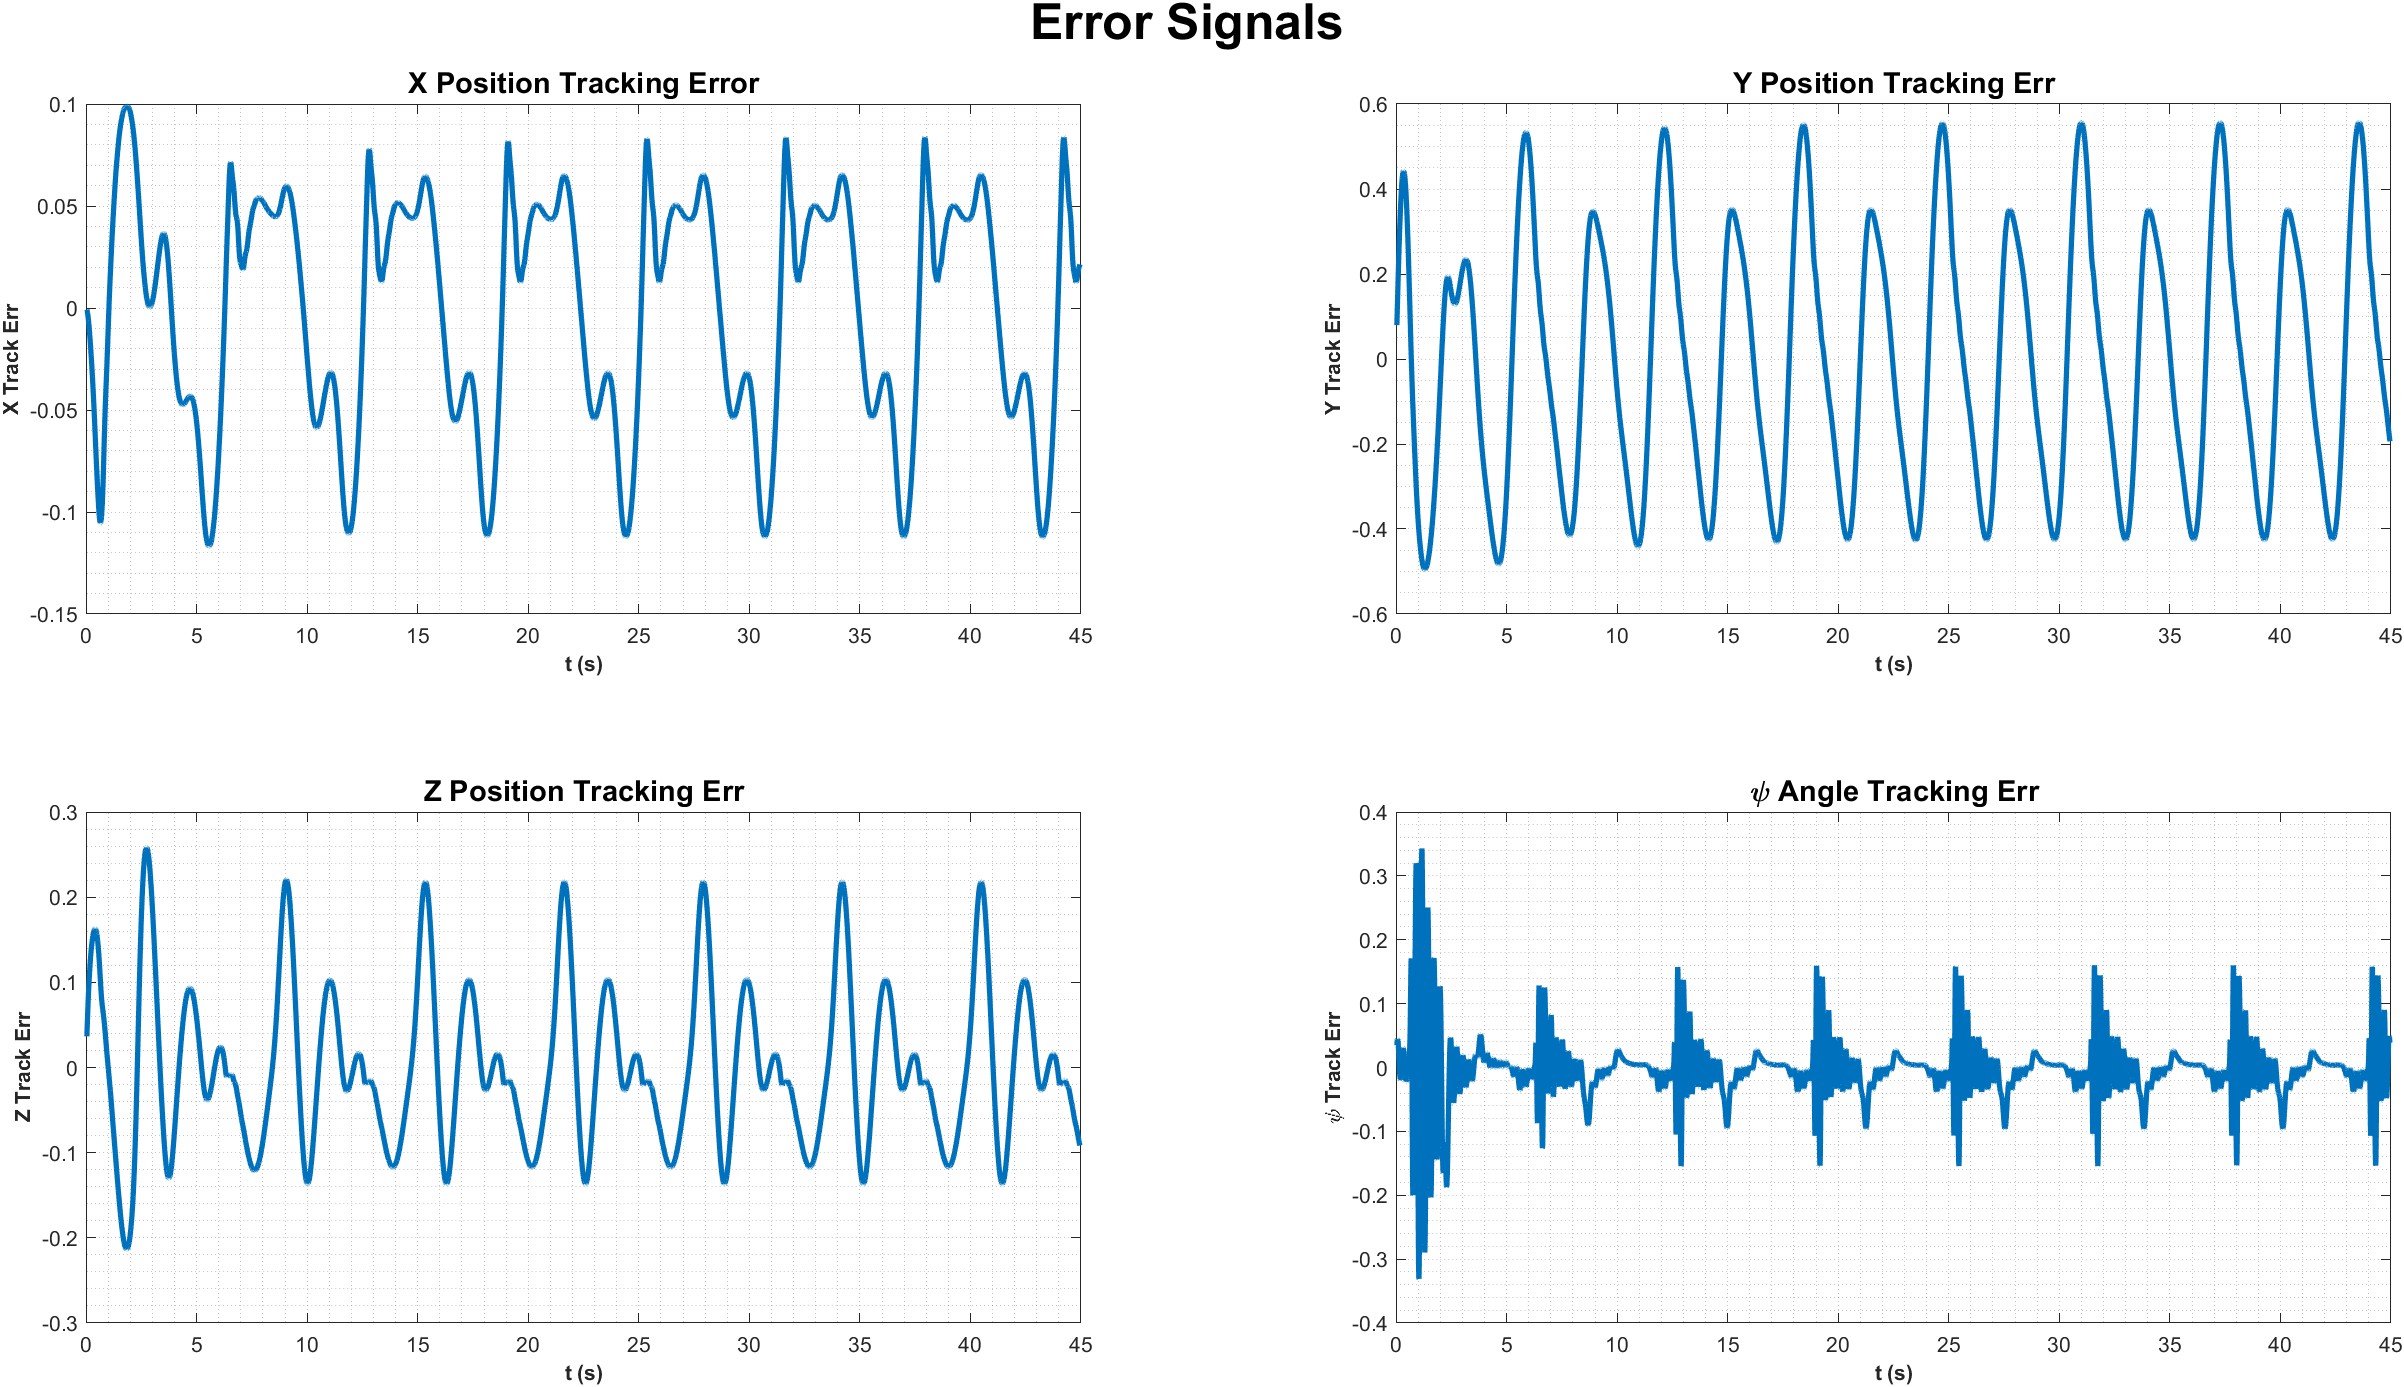 Error Signals
X Position Tracking Error
X Track Err
0.1
0.05
0
-0.05
-0.1
-0.15
0 5 10 15 20 25 30 35 40 45
t (s)
Y Position Tracking Err
Y Track Err
0.6
0.4
0.2
0
-0.2
-0.4
-0.6
0 5 10 15 20 25 30 35 40 45
t (s)
Z Position Tracking Err
Z Track Err
0.3
0.2
0.1
0
-0.1
-0.2
-0.3
0 5 10 15 20 25 30 35 40 45
t (s)
ψ Angle Tracking Err
ψ Track Err
0.4
0.3
0.2
0.1
0
-0.1
-0.2
-0.3
-0.4
0 5 10 15 20 25 30 35 40 45
t (s)